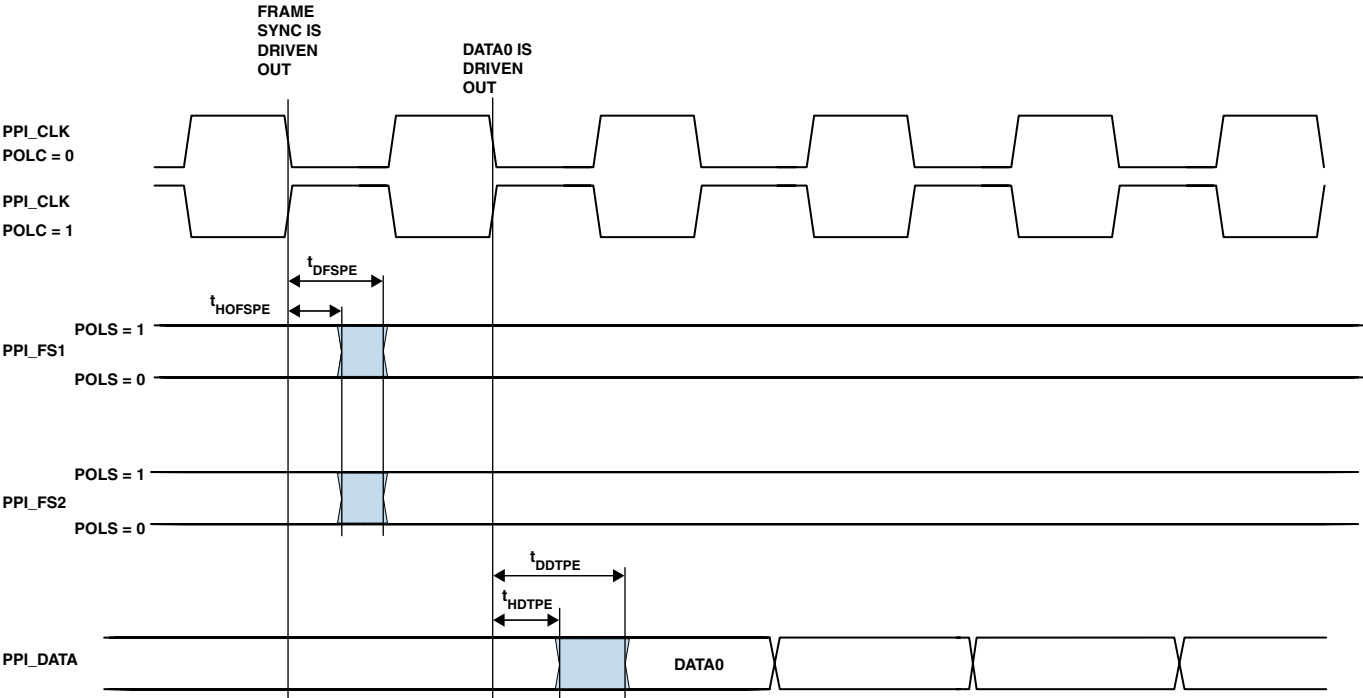 FRAME
SYNC IS
DRIVEN
OUT
DATA0 IS
DRIVEN
OUT
PPI_CLK
POLC = 0
PPI_CLK
POLC = 1
tDFSPE
tHOFSPE
POLS = 1
PPI_FS1
POLS = 0
POLS = 1
PPI_FS2
POLS = 0
tDDTPE
tHDTPE
PPI_DATA
DATA0